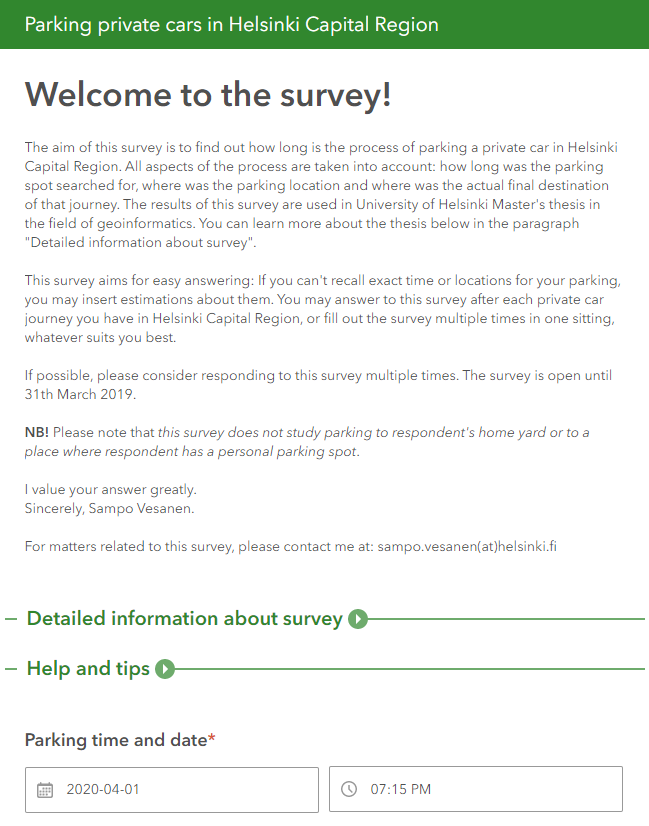 Parking private cars in Helsinki Capital Region
Welcome to the survey!
The aim of this survey is to find out how long is the process of parking a private car in Helsinki
Capital Region. All aspects of the process are taken into account: how long was the parking
spot searched for, where was the parking location and where was the actual final destination
of that journey. The results of this survey are used in University of Helsinki Master's thesis in
the field of geoinformatics. You can learn more about the thesis below in the paragraph
"Detailed information about survey".
This survey aims for easy answering: If you can't recall exact time or locations for your parking,
you may insert estimations about them. You may answer to this survey after each private car
journey you have in Helsinki Capital Region, or fill out the survey multiple times in one sitting,
whatever suits you best.
If possible, please consider responding to this survey multiple times. The survey is open until
31th March 2019.
NB! Please note that this survey does not study parking to respondent's home yard or to a
place where respondent has a personal parking spot.
I value your answer greatly.
Sincerely, Sampo Vesanen.
For matters related to this survey, please contact me at: sampo.vesanen(at)helsinki.fi
Detailed information about survey
Help and tips
Parking time and date*
2020-04-01
07:15 PM